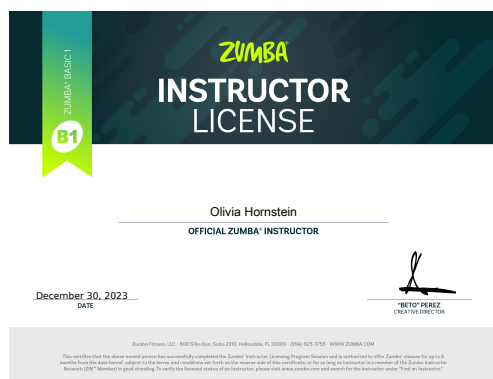 ZUMBA® BASIC 1
B1
ZUMBA®
INSTRUCTOR
LICENSE
Olivia Hornstein
OFFICIAL ZUMBA® INSTRUCTOR
December 30, 2023
DATE
"BETO" PEREZ
CREATIVE DIRECTOR
Zumba Fitness, LLC · 800 Silks Run, Suite 2310, Hallandale, FL 33009 · (954) 925-3755 · WWW.ZUMBA.COM
This certifies that the above named person has successfully completed the Zumba® Instructor Licensing Program Session and is authorized to offer Zumba® classes for up to 6
months from the date hereof, subject to the terms and conditions set forth on the reverse side of this certificate, or for so long as instructor is a member of the Zumba Instructor
Network (ZIN™ Member) in good standing. To verify the licensed status of an instructor, please visit www.zumba.com and search for the instructor under "Find an Instructor."